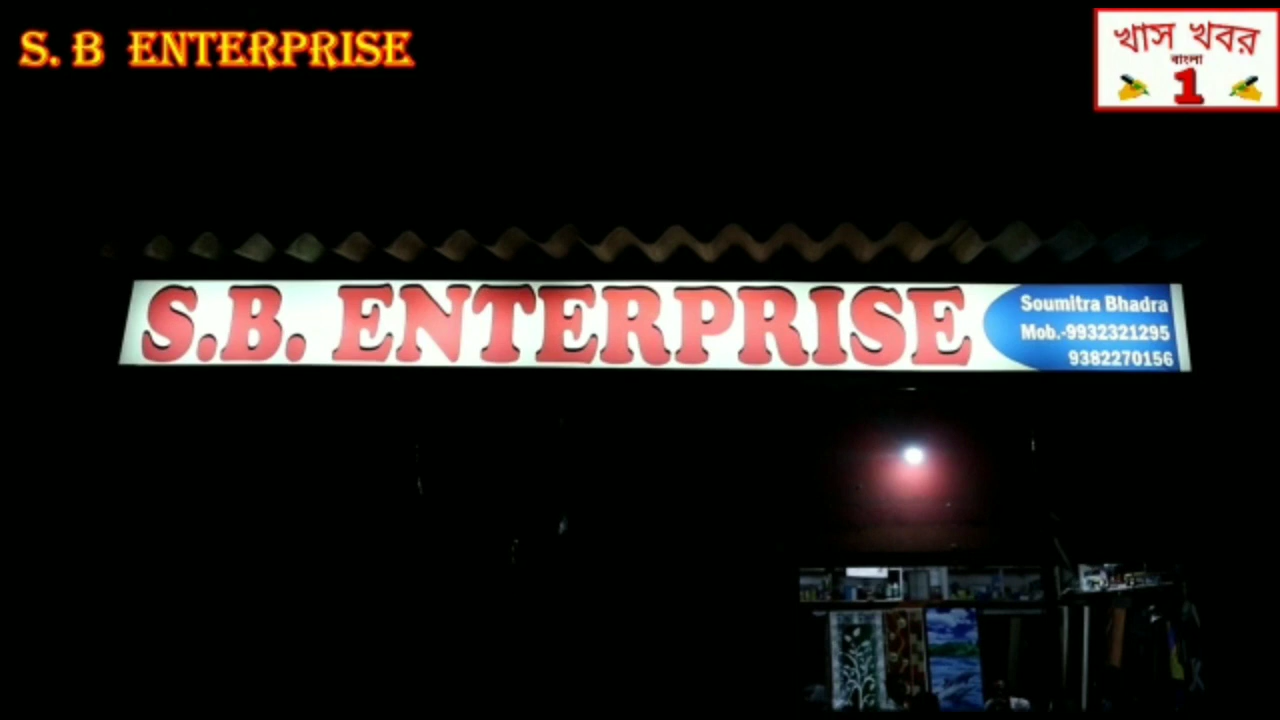 S. B ENTERPRISE
খাস খবর
বাংলা
1
S.B. ENTERPRISE
Soumitra Bhadra
Mob.-9932321295
9382270156